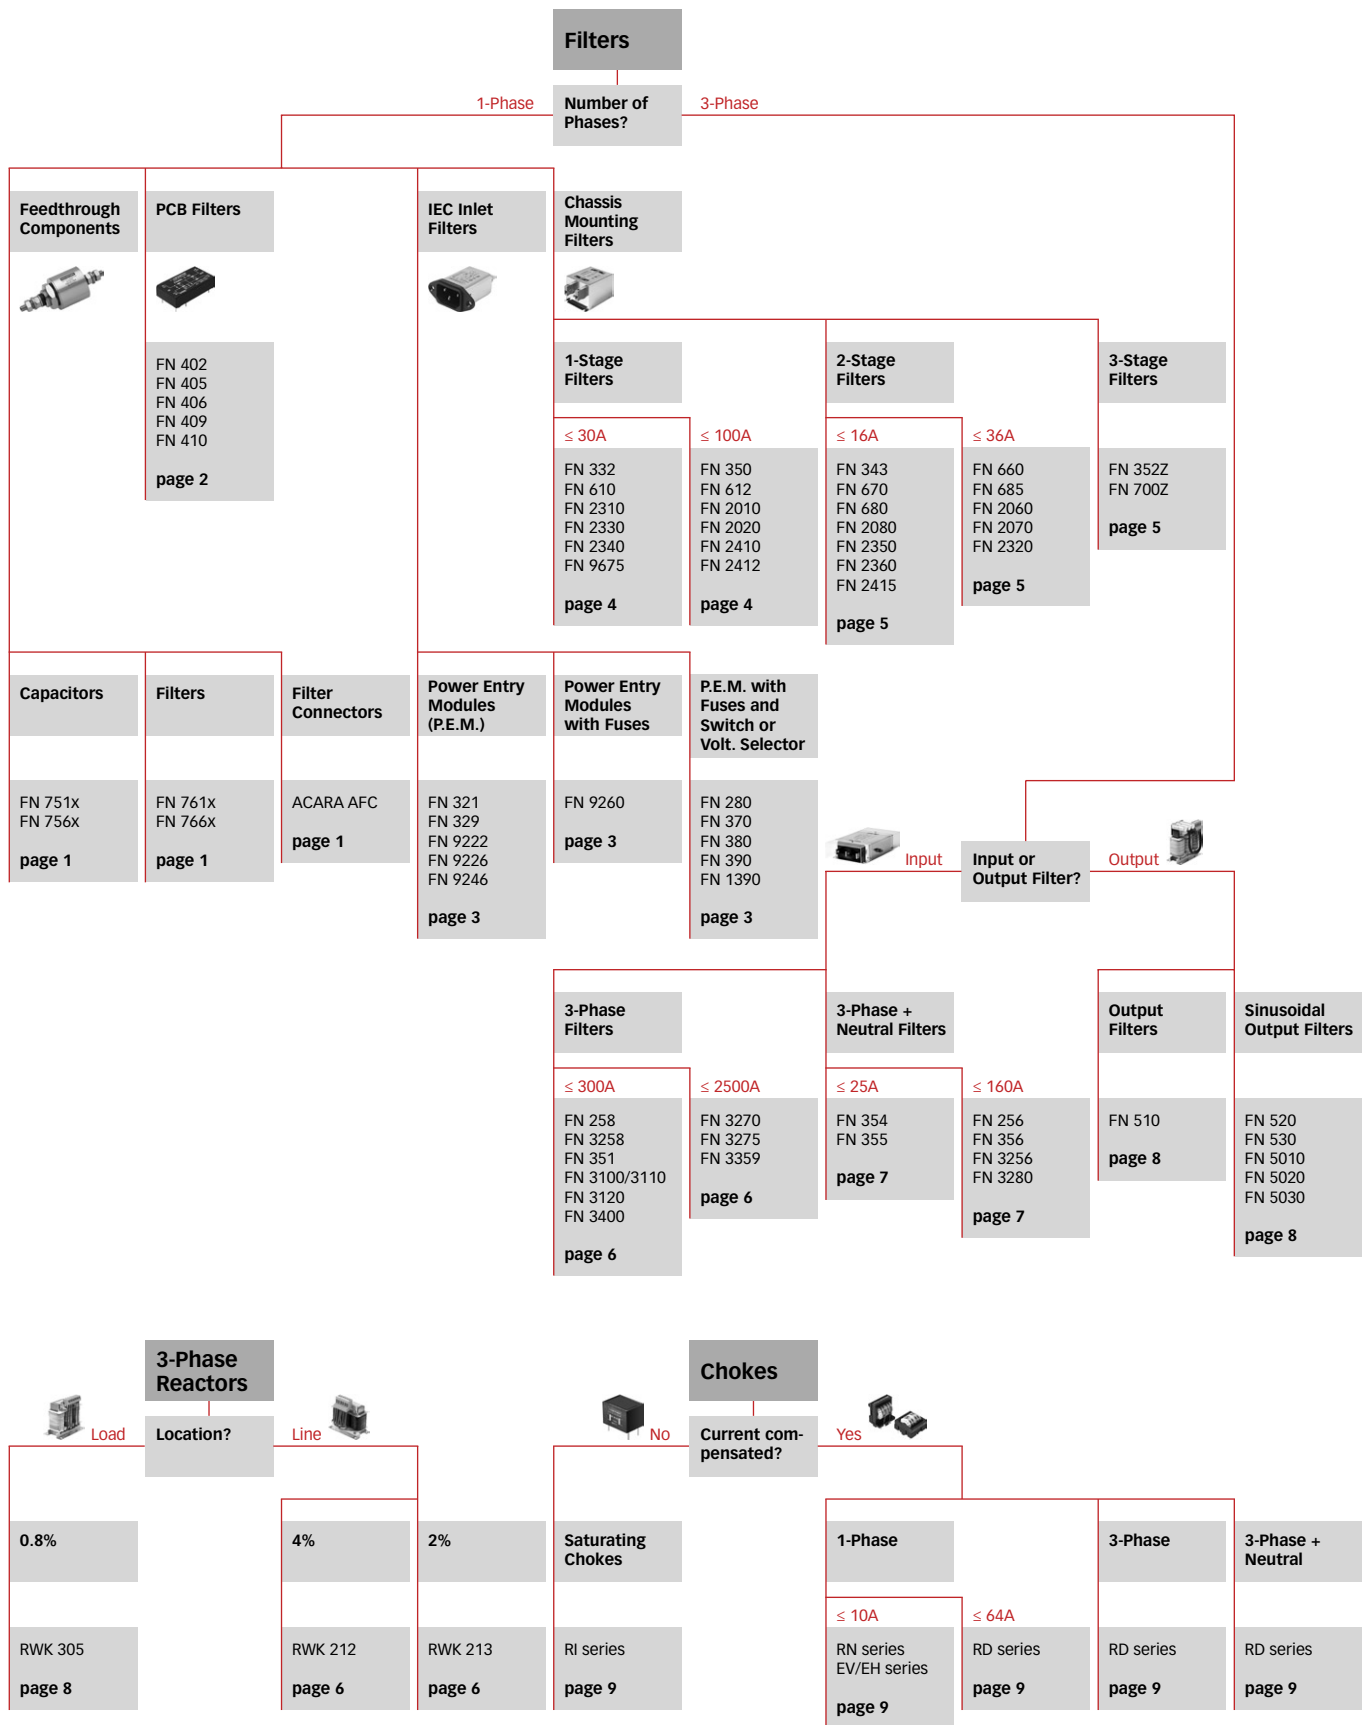 Filters
1-Phase
Number of
Phases?
3-Phase
Feedthrough
Components
PCB Filters
IEC Inlet
Filters
Chassis
Mounting
Filters
FN 402
FN 405
FN 406
FN 409
FN 410
page 2
1-Stage
Filters
2-Stage
Filters
3-Stage
Filters
≤ 30A
FN 332
FN 610
FN 2310
FN 2330
FN 2340
FN 9675
page 4
≤ 100A
FN 350
FN 612
FN 2010
FN 2020
FN 2410
FN 2412
page 4
≤ 16A
FN 343
FN 670
FN 680
FN 2080
FN 2350
FN 2360
FN 2415
page 5
≤ 36A
FN 660
FN 685
FN 2060
FN 2070
FN 2320
page 5
FN 352Z
FN 700Z
page 5
Capacitors
FN 751x
FN 756x
page 1
Filters
FN 761x
FN 766x
page 1
Filter
Connectors
ACARA AFC
page 1
Power Entry
Modules
(P.E.M.)
FN 321
FN 329
FN 9222
FN 9226
FN 9246
page 3
Power Entry
Modules
with Fuses
FN 9260
page 3
P.E.M. with
Fuses and
Switch or
Volt. Selector
FN 280
FN 370
FN 380
FN 390
FN 1390
page 3
Input
Input or
Output Filter?
Output
3-Phase
Filters
3-Phase +
Neutral Filters
Output
Filters
Sinusoidal
Output Filters
≤ 300A
FN 258
FN 3258
FN 351
FN 3100/3110
FN 3120
FN 3400
page 6
≤ 2500A
FN 3270
FN 3275
FN 3359
page 6
≤ 25A
FN 354
FN 355
page 7
≤ 160A
FN 256
FN 356
FN 3256
FN 3280
page 7
FN 510
page 8
FN 520
FN 530
FN 5010
FN 5020
FN 5030
page 8
3-Phase
Reactors
Load
Location?
Line
0.8%
RWK 305
page 8
4%
RWK 212
page 6
2%
RWK 213
page 6
Chokes
No
Current com-
pensated?
Yes
Saturating
Chokes
RI series
page 9
1-Phase
≤ 10A
RN series
EV/EH series
page 9
≤ 64A
RD series
page 9
3-Phase
RD series
page 9
3-Phase +
Neutral
RD series
page 9